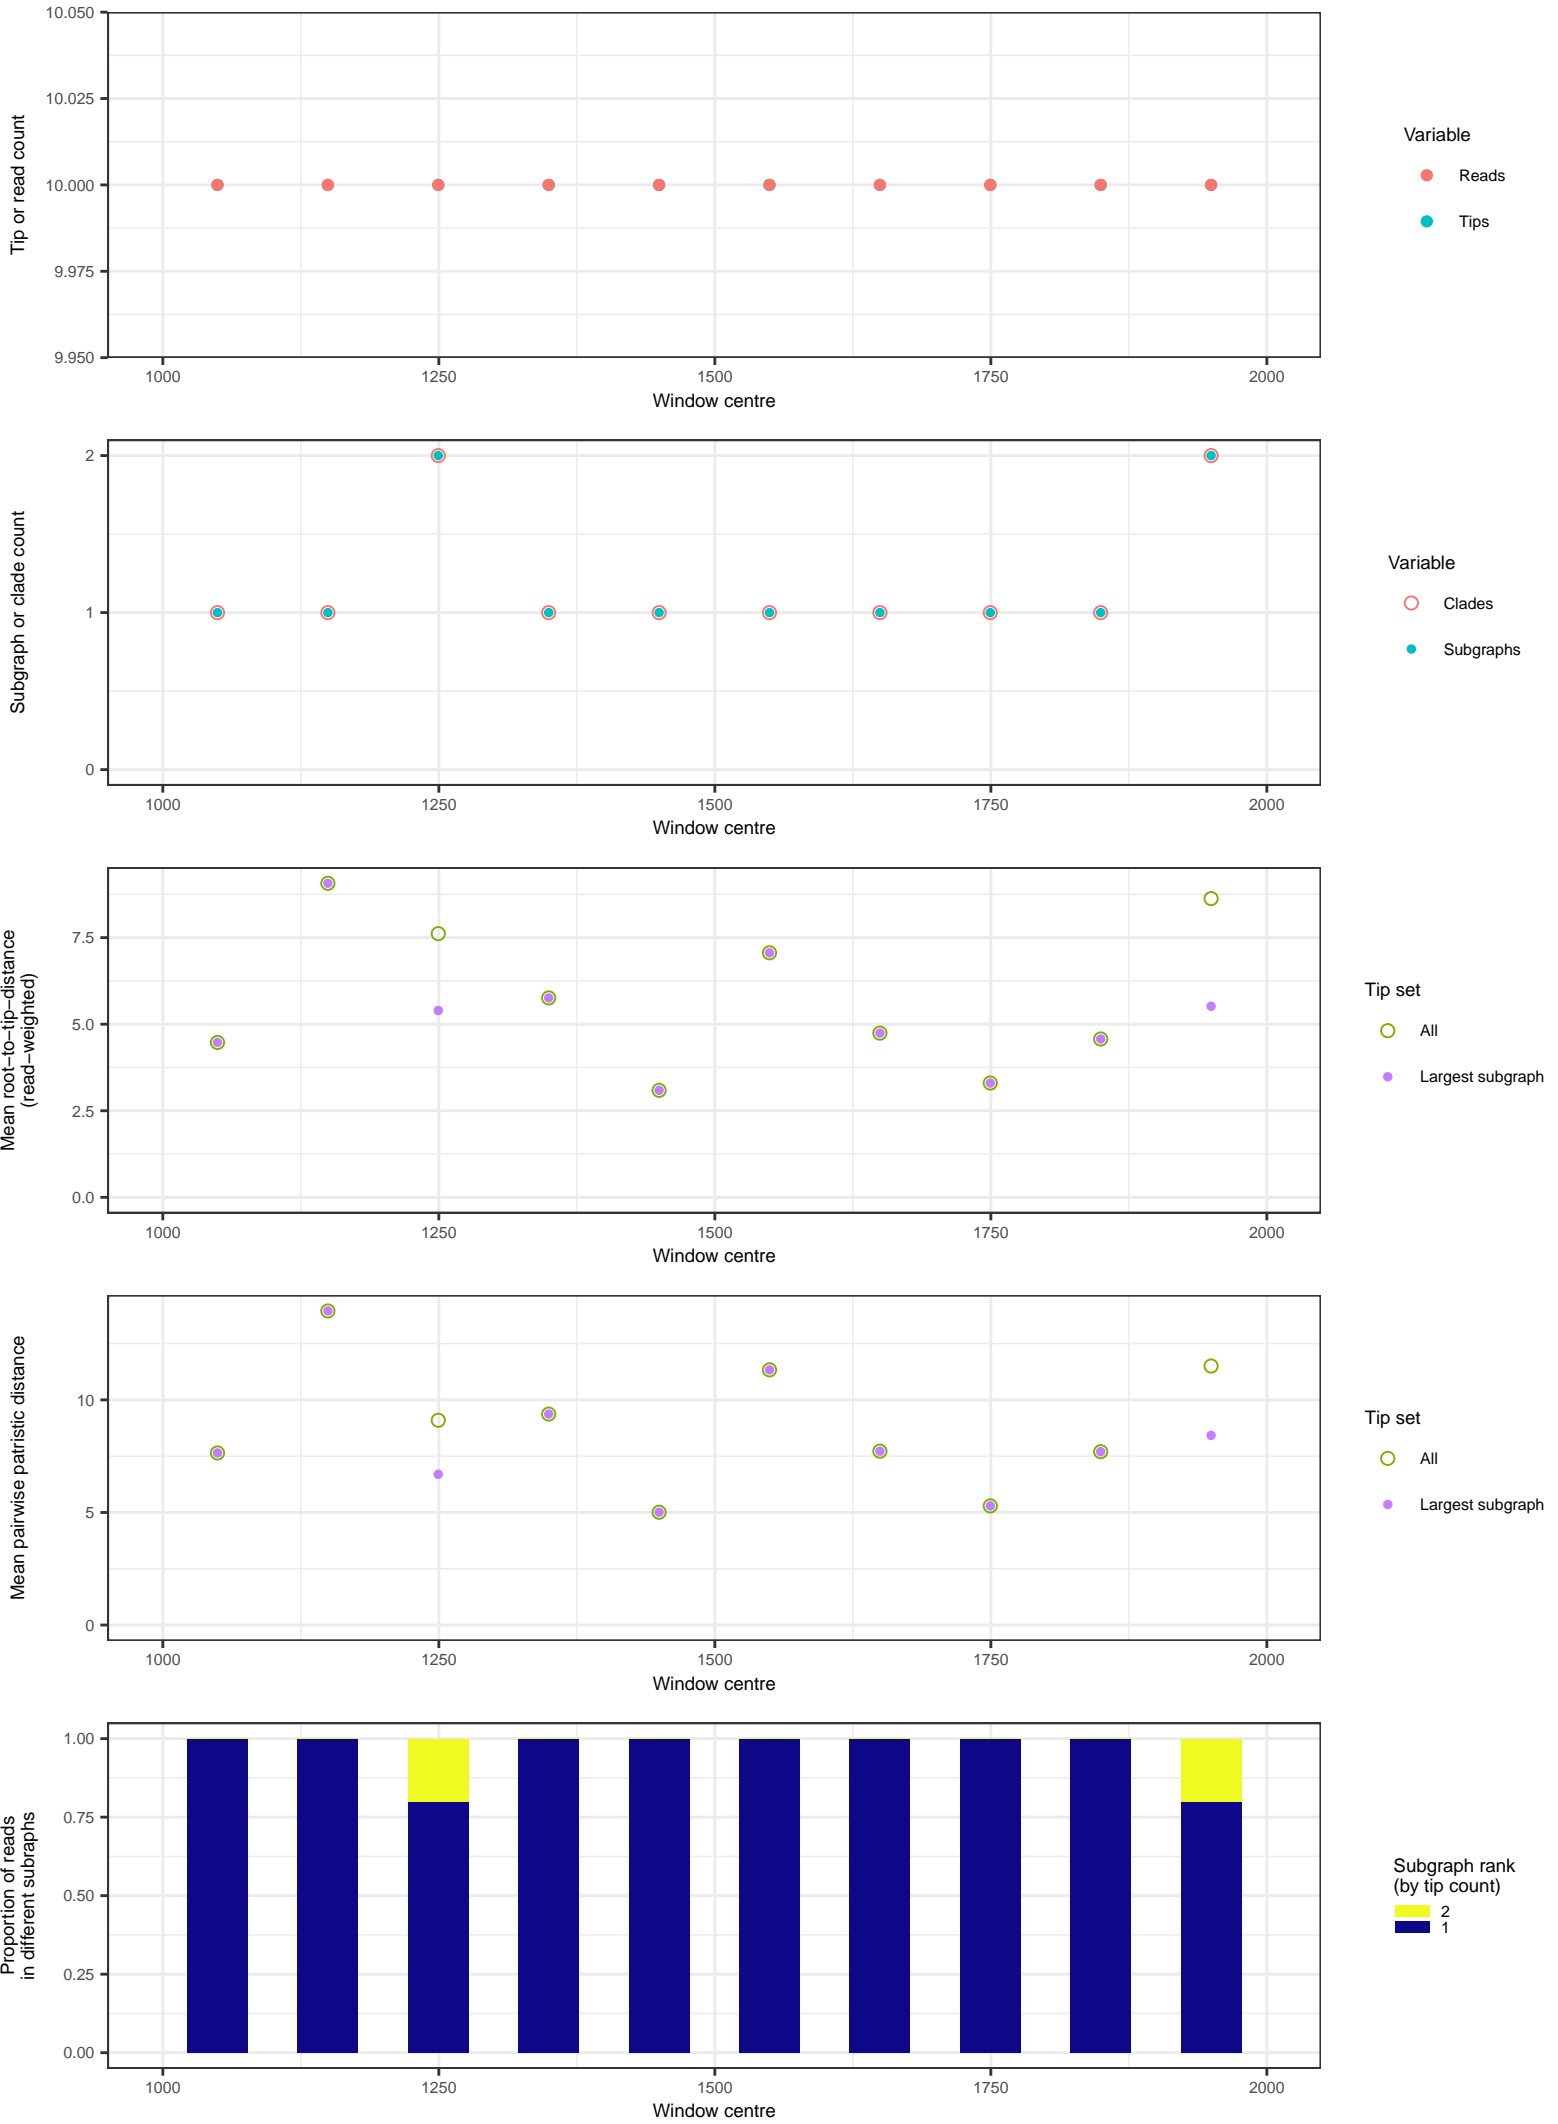 10.050
10.025
10.000
9.975
9.950
Tip or read count
1000 1250 1500 1750 2000
Window centre
Variable
Reads
Tips
2
1
0
Subgraph or clade count
1000 1250 1500 1750 2000
Window centre
Variable
Clades
Subgraphs
7.5
5.0
2.5
0.0
Mean root−to−tip−distance
(read−weighted)
1000 1250 1500 1750 2000
Window centre
Tip set
All
Largest subgraph
10
5
0
Mean pairwise patristic distance
1000 1250 1500 1750 2000
Window centre
Tip set
All
Largest subgraph
1.00
0.75
0.50
0.25
0.00
Proportion of reads
in different subraphs
1000 1250 1500 1750 2000
Window centre
Subgraph rank
(by tip count)
2
1